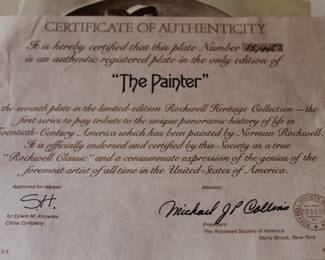 CERTIFICATE OF AUTHENTICITY
It is hereby certified that this plate Number
is an authentic registered plate in the only edition of
"The Painter"
the seventh plate in the limited-edition Rockwell Heritage Collection—the
first series to pay tribute to the unique panoramic history of life in
Twentieth-Century America which has been painted by Norman Rockwell.
It is officially endorsed and certified by this Society as a true
"Rockwell Classic" and a consummate expression of the genius of the
foremost artist of all time in the United States of America.
Approved for release:
Attested:
S.H.
Michael J P Collins
for Edwin M. Knowles
China Company
President
The Rockwell Society of America
Stony Brook, New York